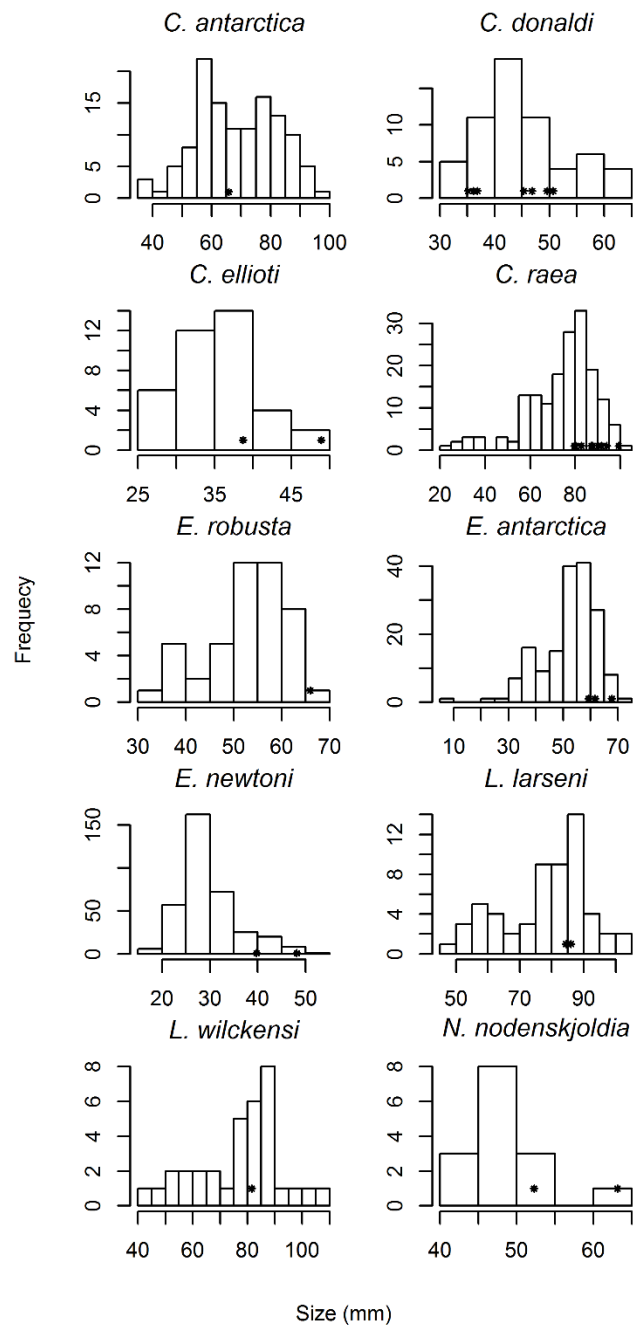 C. antarctica
C. donaldi
0 5 15
40 60 80 100
0 5 10
30 40 50 60
C. ellioti
C. raea
0 4 8 12
25 35 45
0 10 20 30
20 40 60 80
E. robusta
E. antarctica
0 4 8 12
30 40 50 60 70
0 20 40
10 30 50 70
E. newtoni
L. larseni
0 50 150
20 30 40 50
0 4 8 12
50 70 90
L. wilckensi
N. nodenskjoldia
0 2 4 6 8
40 60 80 100
0 2 4 6 8
40 50 60
Frequecy
Size (mm)